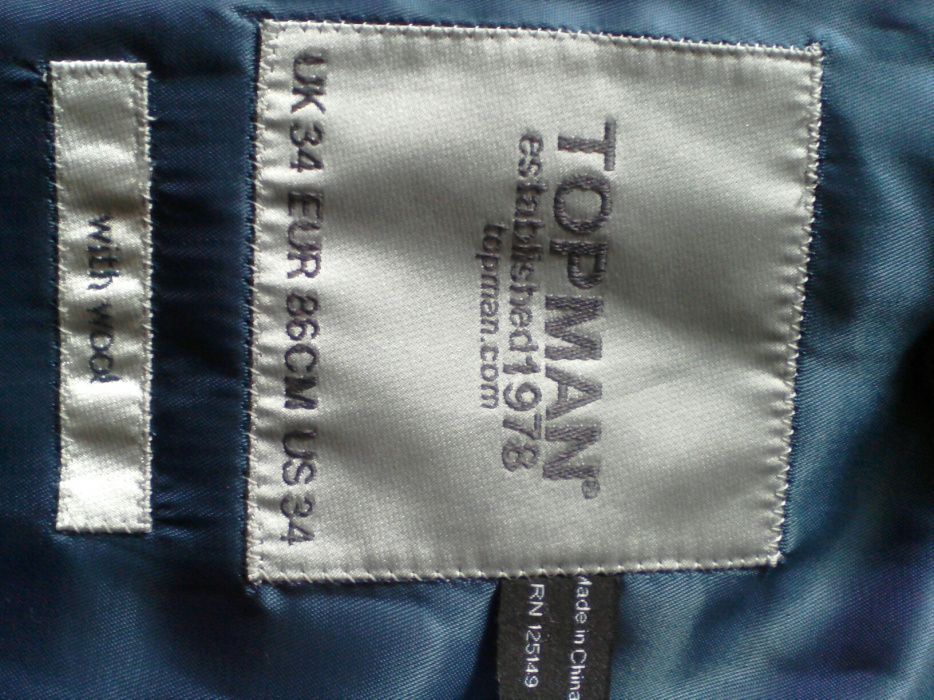 TOPMAN®
established1978
topman.com
UK 34 EUR 86CM US 34
with wool
Made in China
RN 125149